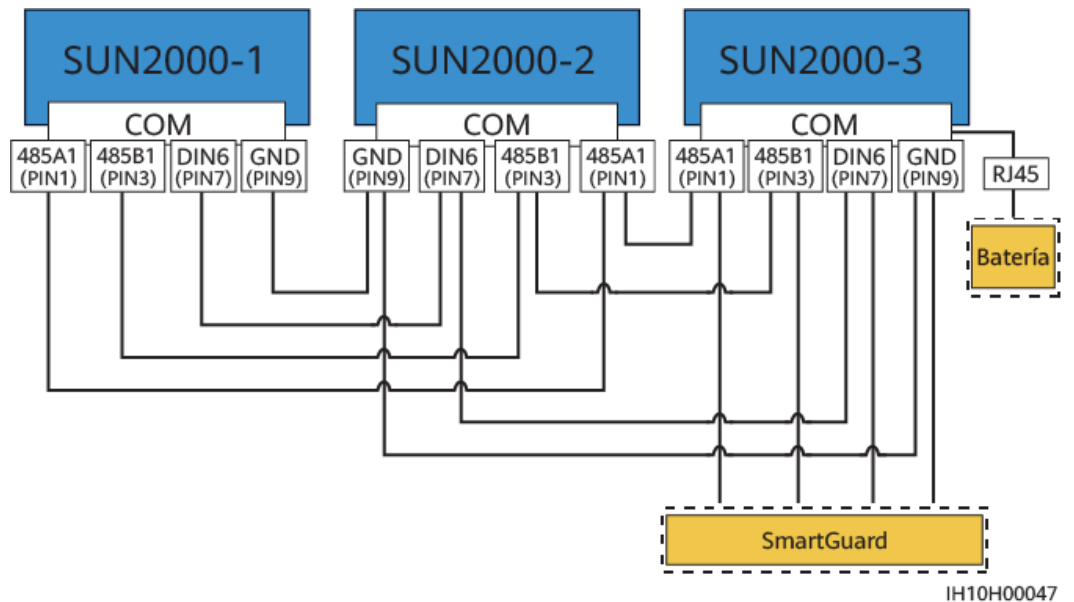 SUN2000-1
SUN2000-2
SUN2000-3
COM
COM
COM
485A1
(PIN1)
485B1
(PIN3)
DIN6
(PIN7)
GND
(PIN9)
GND
(PIN9)
DIN6
(PIN7)
485B1
(PIN3)
485A1
(PIN1)
485A1
(PIN1)
485B1
(PIN3)
DIN6
(PIN7)
GND
(PIN9)
RJ45
Batería
SmartGuard
IH10H00047